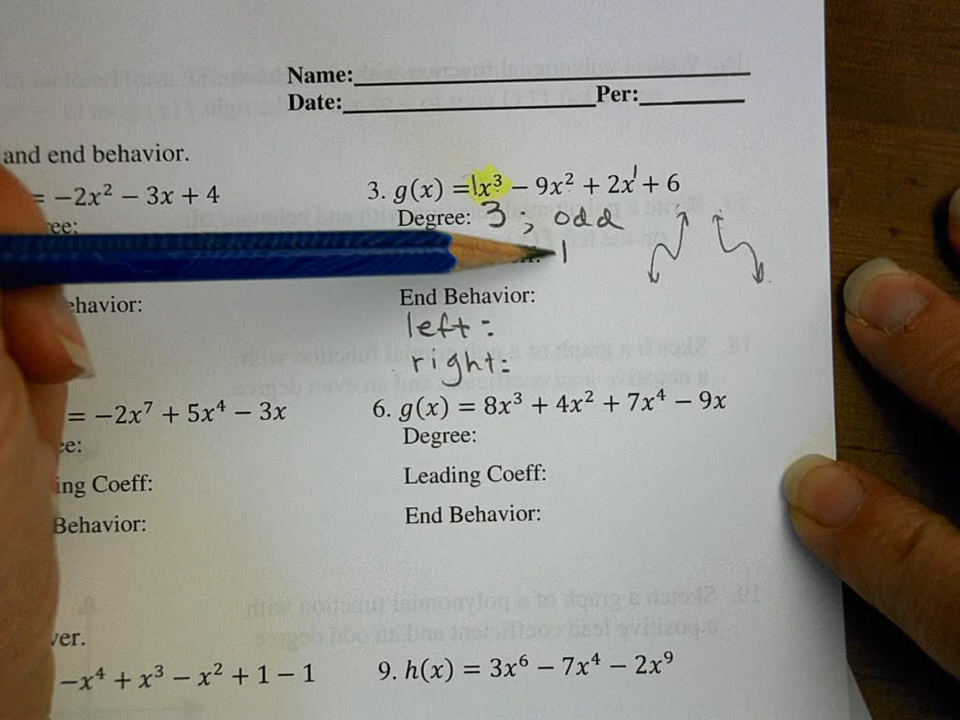 Name:
Date: Per:
and end behavior.
= −2x² − 3x + 4
3. g(x) = 1x³ − 9x² + 2x¹ + 6
Degree: 3 ; odd
1
ehavior:
End Behavior:
left:
right:
= −2x⁷ + 5x⁴ − 3x
6. g(x) = 8x³ + 4x² + 7x⁴ − 9x
ee:
Degree:
ing Coeff:
Leading Coeff:
Behavior:
End Behavior:
ver.
−x⁴ + x³ − x² + 1 − 1
9. h(x) = 3x⁶ − 7x⁴ − 2x⁹